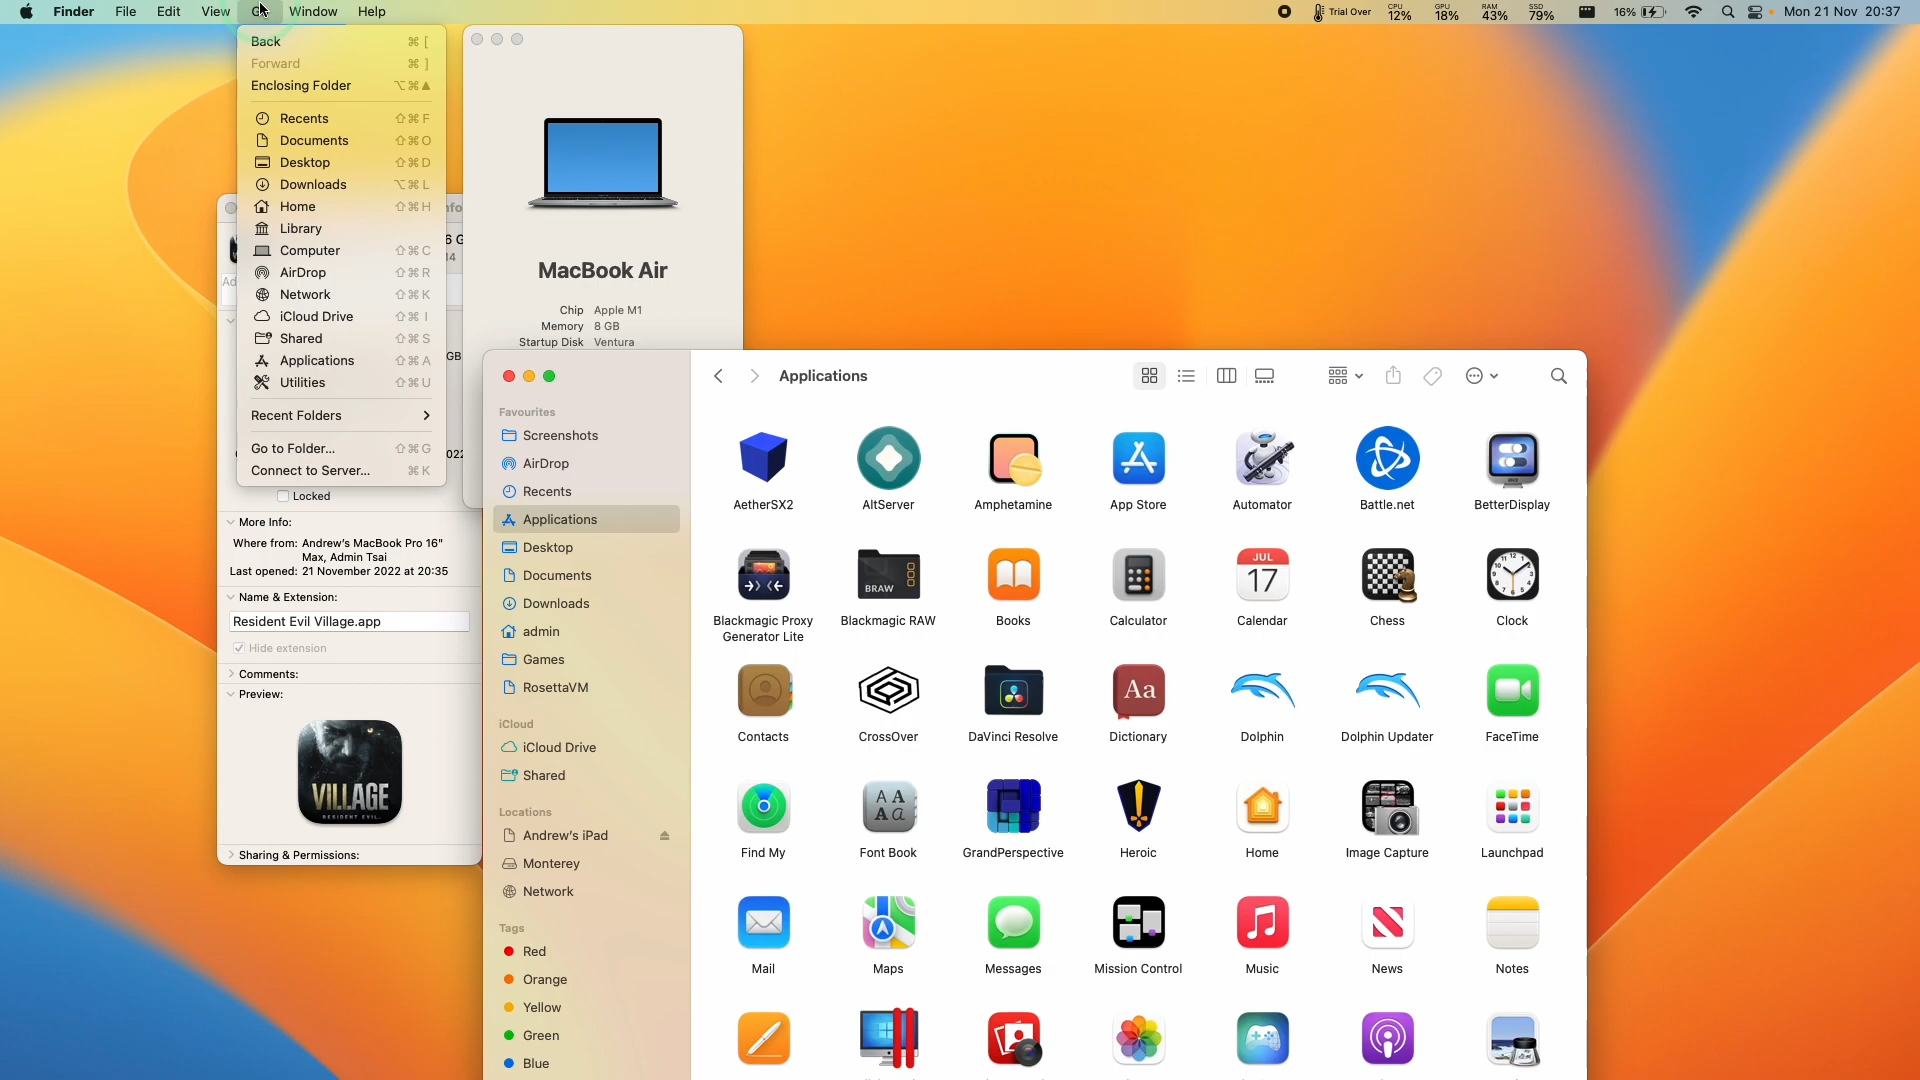 Finder File Edit View Window Help
Trial Over CPU 12% GPU 18% RAM 43% SSD 79% 16% Mon 21 Nov 20:37
Back ⌘ [
Forward ⌘ ]
Enclosing Folder ⌥⌘▲
Recents ⇧⌘F
Documents ⇧⌘O
Desktop ⇧⌘D
Downloads ⌥⌘L
Home ⇧⌘H
Library
Computer ⇧⌘C
AirDrop ⇧⌘R
Network ⇧⌘K
iCloud Drive ⇧⌘I
Shared ⇧⌘S
Applications ⇧⌘A
Utilities ⇧⌘U
Recent Folders
Go to Folder... ⇧⌘G
Connect to Server... ⌘K
Locked
More Info:
Where from: Andrew's MacBook Pro 16"
Max, Admin Tsai
Last opened: 21 November 2022 at 20:35
Name & Extension:
Resident Evil Village.app
Hide extension
Comments:
Preview:
VILLAGE
RESIDENT EVIL
Sharing & Permissions:
MacBook Air
Chip Apple M1
Memory 8 GB
Startup Disk Ventura
Favourites
Screenshots
AirDrop
Recents
Applications
Desktop
Documents
Downloads
admin
Games
RosettaVM
iCloud
iCloud Drive
Shared
Locations
Andrew's iPad
Monterey
Network
Tags
Red
Orange
Yellow
Green
Blue
Applications
AetherSX2 AltServer Amphetamine App Store Automator Battle.net BetterDisplay
BRAW
JUL
17
Blackmagic Proxy Generator Lite Blackmagic RAW Books Calculator Calendar Chess Clock
Aa
Contacts CrossOver DaVinci Resolve Dictionary Dolphin Dolphin Updater FaceTime
Find My Font Book GrandPerspective Heroic Home Image Capture Launchpad
Mail Maps Messages Mission Control Music News Notes